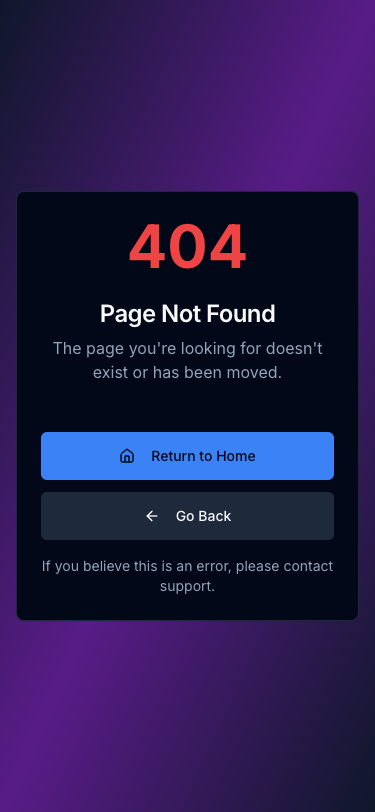 404
Page Not Found
The page you're looking for doesn't
exist or has been moved.
Return to Home
Go Back
If you believe this is an error, please contact
support.